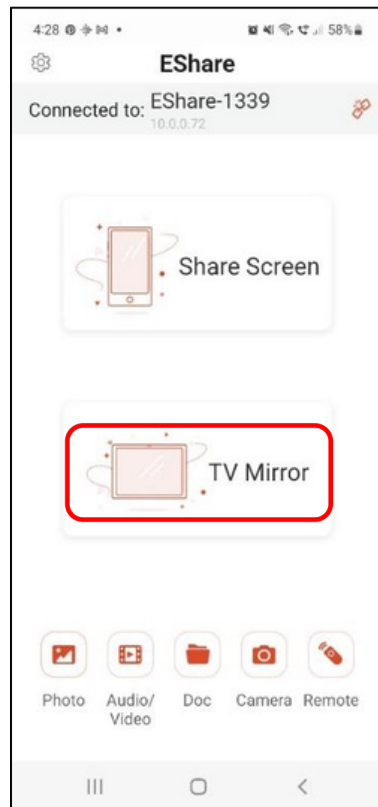 4:28 58%
EShare
Connected to: EShare-1339
10.0.0.72
Share Screen
TV Mirror
Photo Audio/ Doc Camera Remote
Video